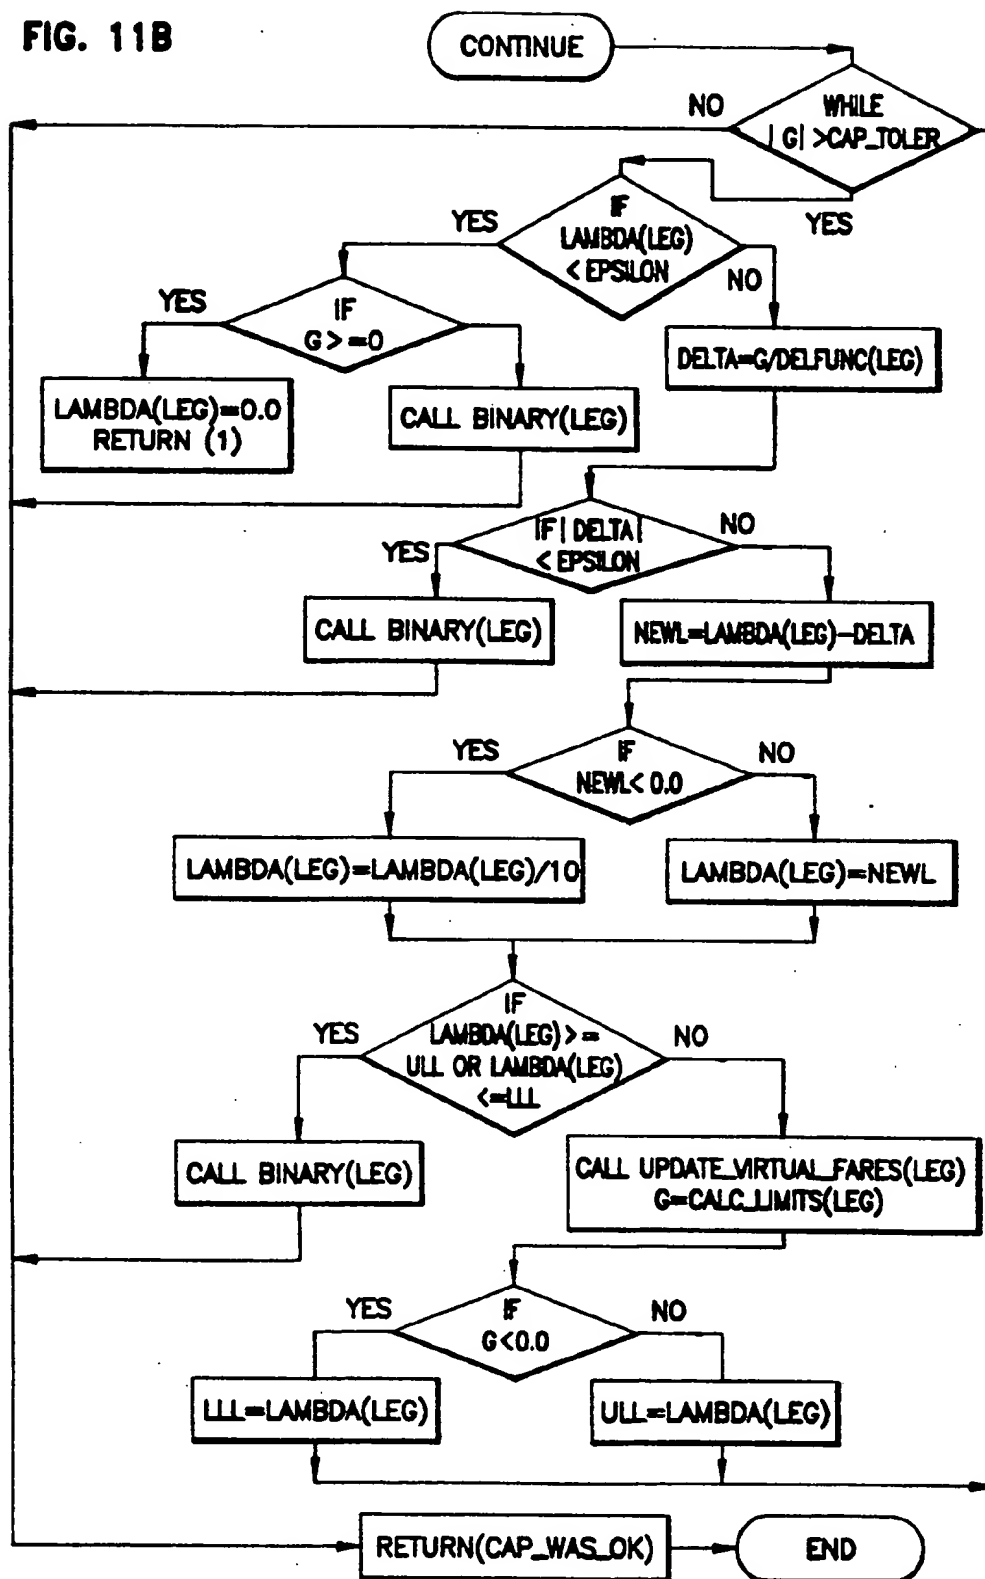 FIG. 11B
CONTINUE
NO
WHILE
| G| >CAP_TOLER
YES
IF
LAMBDA(LEG)
< EPSILON
YES
NO
YES
IF
G > =0
DELTA=G/DELFUNC(LEG)
LAMBDA(LEG)=0.0
RETURN (1)
CALL BINARY(LEG)
IF| DELTA|
< EPSILON
YES
NO
CALL BINARY(LEG)
NEWL=LAMBDA(LEG)-DELTA
YES
IF
NEWL< 0.0
NO
LAMBDA(LEG)=LAMBDA(LEG)/10
LAMBDA(LEG)=NEWL
IF
LAMBDA(LEG) > =
ULL OR LAMBDA(LEG)
<=LLL
YES
NO
CALL BINARY(LEG)
CALL UPDATE_VIRTUAL_FARES(LEG)
G=CALC_LIMITS(LEG)
YES
IF
G<0.0
NO
LLL=LAMBDA(LEG)
ULL=LAMBDA(LEG)
RETURN(CAP_WAS_OK)
END